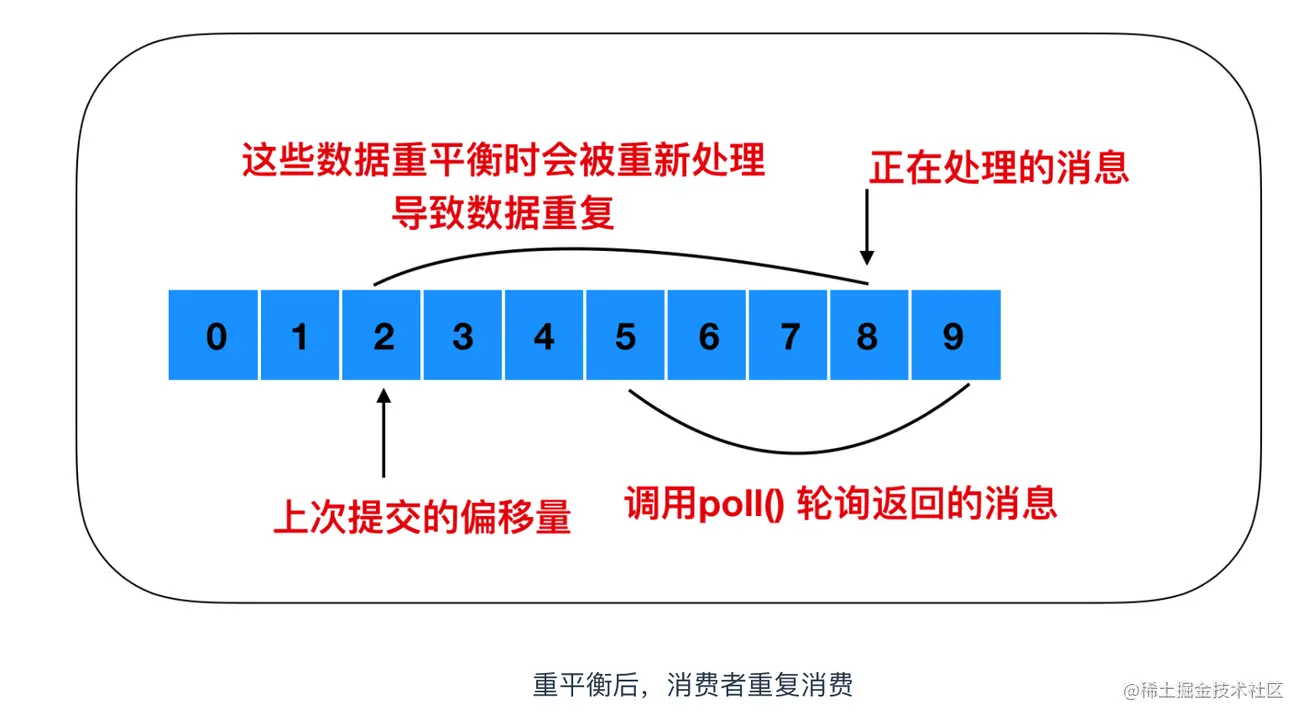 这些数据重平衡时会被重新处理
导致数据重复
正在处理的消息
0 1 2 3 4 5 6 7 8 9
上次提交的偏移量
调用poll() 轮询返回的消息
重平衡后，消费者重复消费
@稀土掘金技术社区